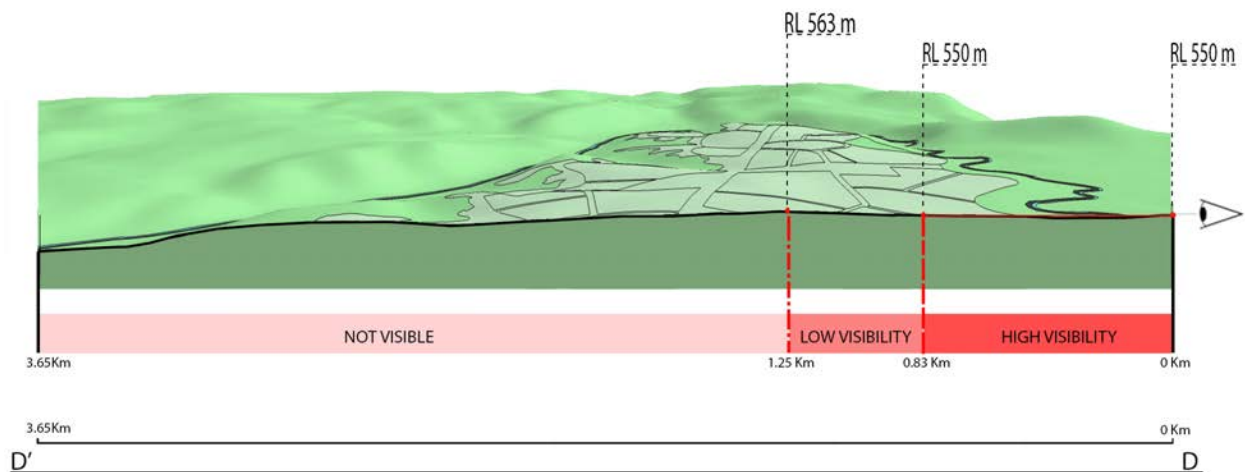 RL 563 m
RL 550 m
RL 550 m
NOT VISIBLE
LOW VISIBILITY
HIGH VISIBILITY
3.65Km
1.25 Km
0.83 Km
0 Km
3.65Km
0 Km
D'
D